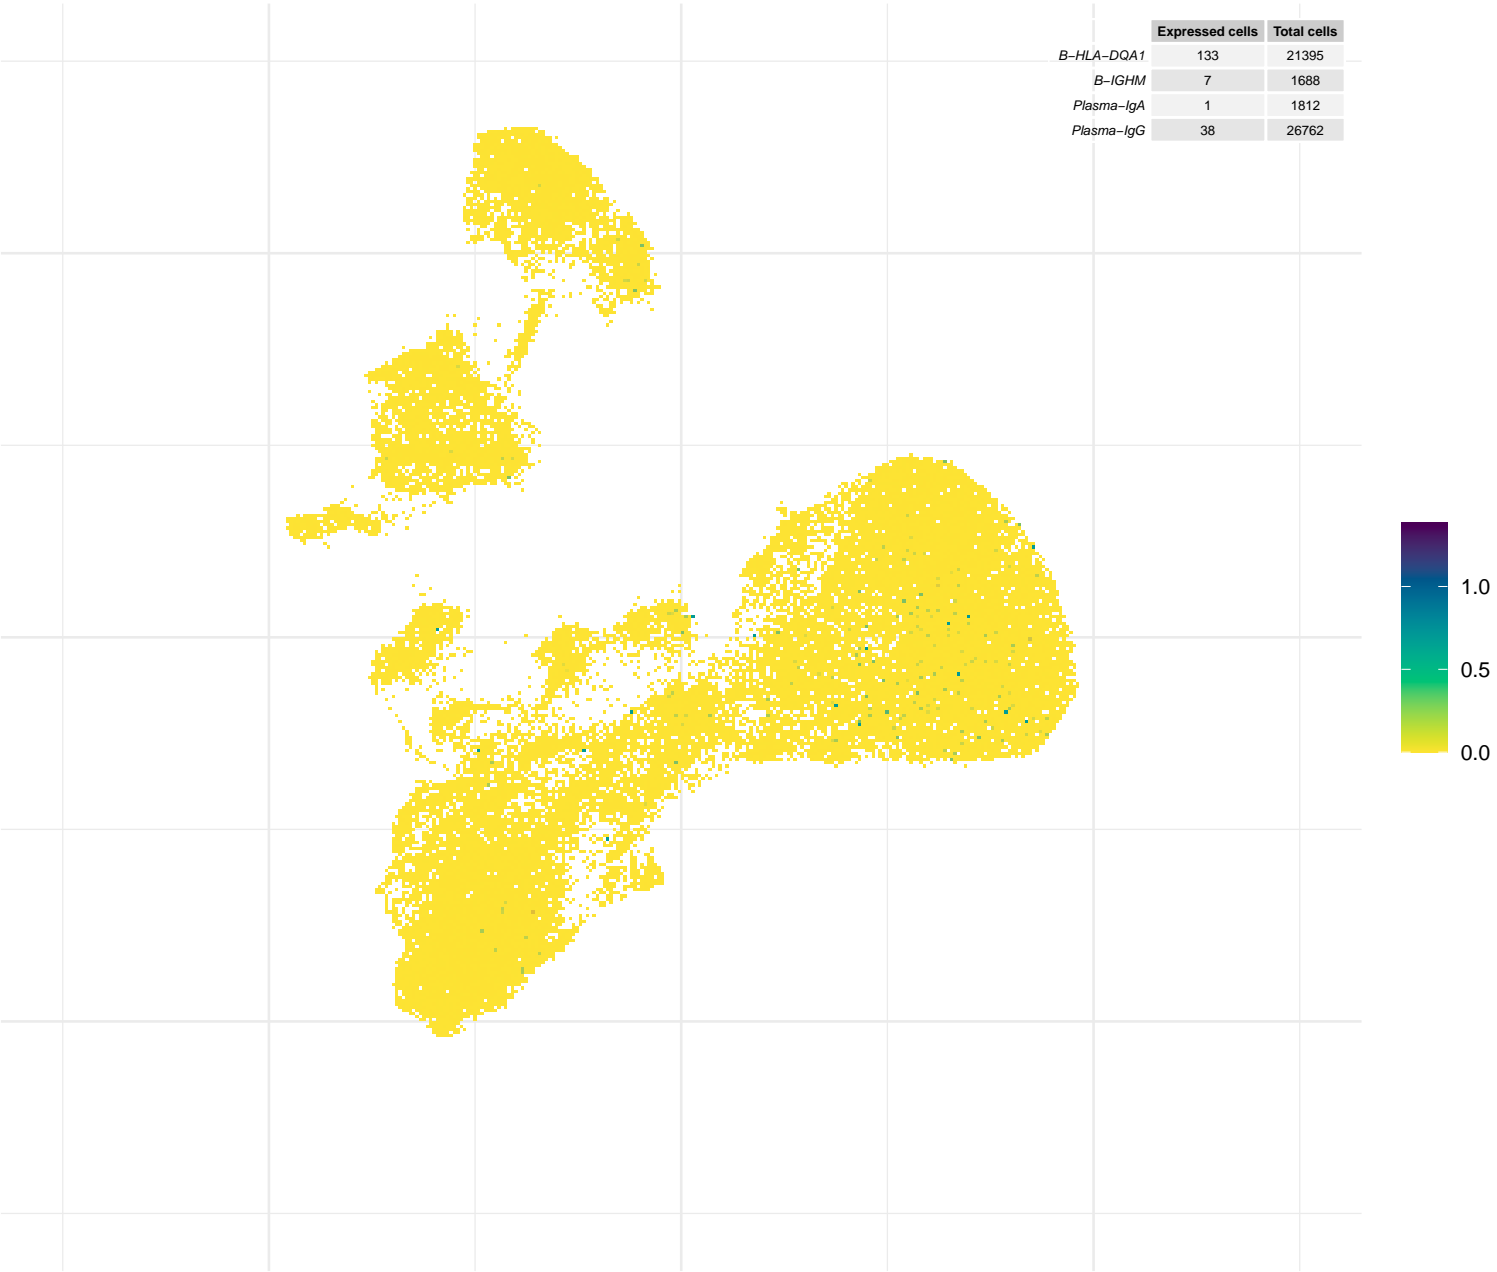 Expressed cells Total cells
B-HLA-DQA1 133 21395
B-IGHM 7 1688
Plasma-IgA 1 1812
Plasma-IgG 38 26762
1.0
0.5
0.0